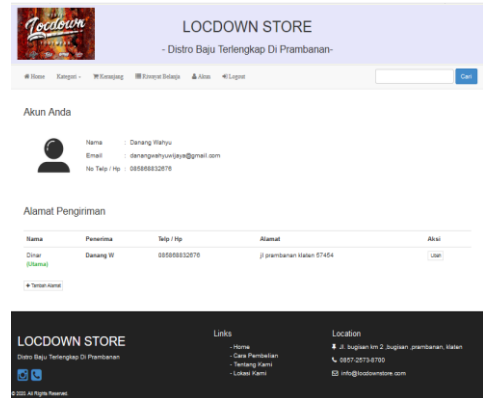 Locdown
LOCDOWN STORE
- Distro Baju Terlengkap Di Prambanan-
Home Kategori Keranjang Riwayat Belanja Akun Logout Cari
Akun Anda
Nama : Danang Wahyu
Email : danangwahyuwijaya@gmail.com
No Telp / Hp : 085868832676
Alamat Pengiriman
Nama Penerima Telp / Hp Alamat Aksi
Dinar Danang W 085868832676 jl prambanan klaten 57454 Ubah
(Utama)
+ Tambah Alamat
LOCDOWN STORE
Distro Baju Terlengkap Di Prambanan
Links
- Home
- Cara Pembelian
- Tentang Kami
- Lokasi Kami
Location
Jl. bugisan km 2 ,bugisan ,prambanan, klaten
0857-2573-8700
info@locdownstore.com
© 2020. All Rights Reserved.